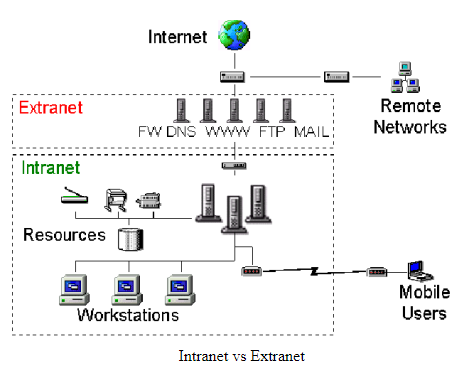 Internet
Extranet
FW DNS WWW FTP MAIL
Remote
Networks
Intranet
Resources
Workstations
Mobile
Users
Intranet vs Extranet